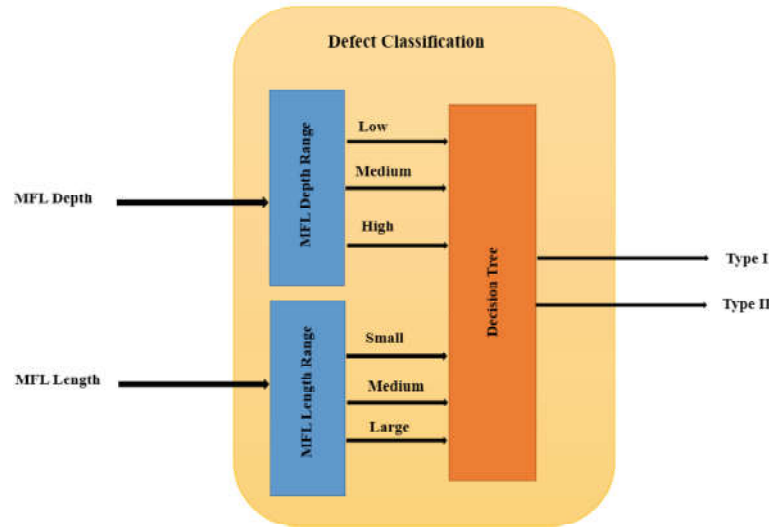 Defect Classification
MFL Depth
MFL Depth Range
Low
Medium
High
MFL Length
MFL Length Range
Small
Medium
Large
Decision Tree
Type I
Type II